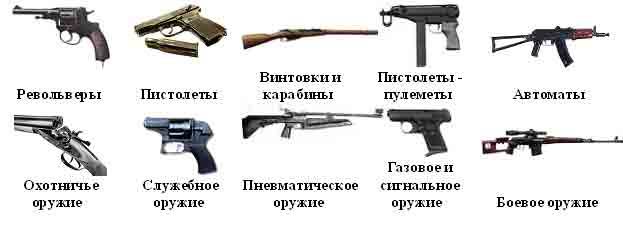 Револьверы
Пистолеты
Винтовки и
карабины
Пистолеты -
пулеметы
Автоматы
Охотничье
оружие
Служебное
оружие
Пневматическое
оружие
Газовое и
сигнальное
оружие
Боевое оружие